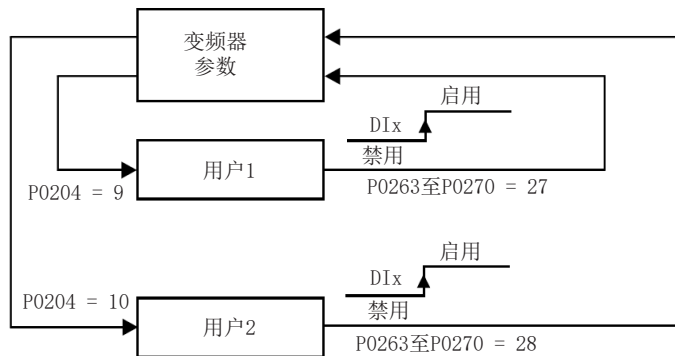 变频器
参数
启用
DIx
禁用
用户1
P0204 = 9
P0263至P0270 = 27
启用
DIx
禁用
P0204 = 10
用户2
P0263至P0270 = 28